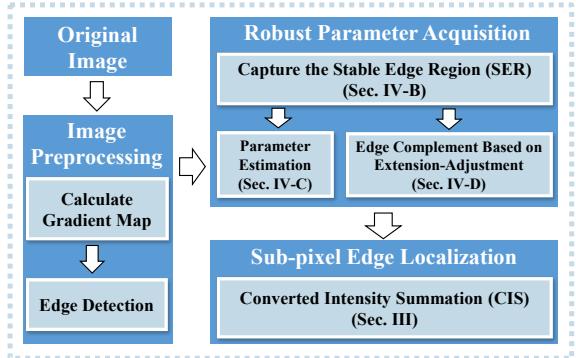 Original
Image
Image
Preprocessing
Calculate
Gradient Map
Edge Detection
Robust Parameter Acquisition
Capture the Stable Edge Region (SER)
(Sec. IV-B)
Parameter
Estimation
(Sec. IV-C)
Edge Complement Based on
Extension-Adjustment
(Sec. IV-D)
Sub-pixel Edge Localization
Converted Intensity Summation (CIS)
(Sec. III)